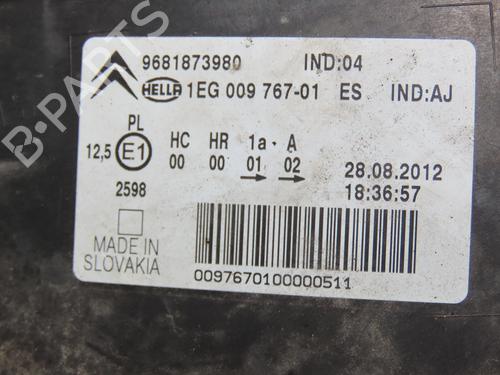 9681873980 IND:04
HELLA 1EG 009 767-01 ES IND:AJ
PL HC HR 1a · A
12,5 E1 00 00 01 02 28.08.2012
2598 18:36:57
MADE IN
SLOVAKIA
0097670100000511
B-PARTS